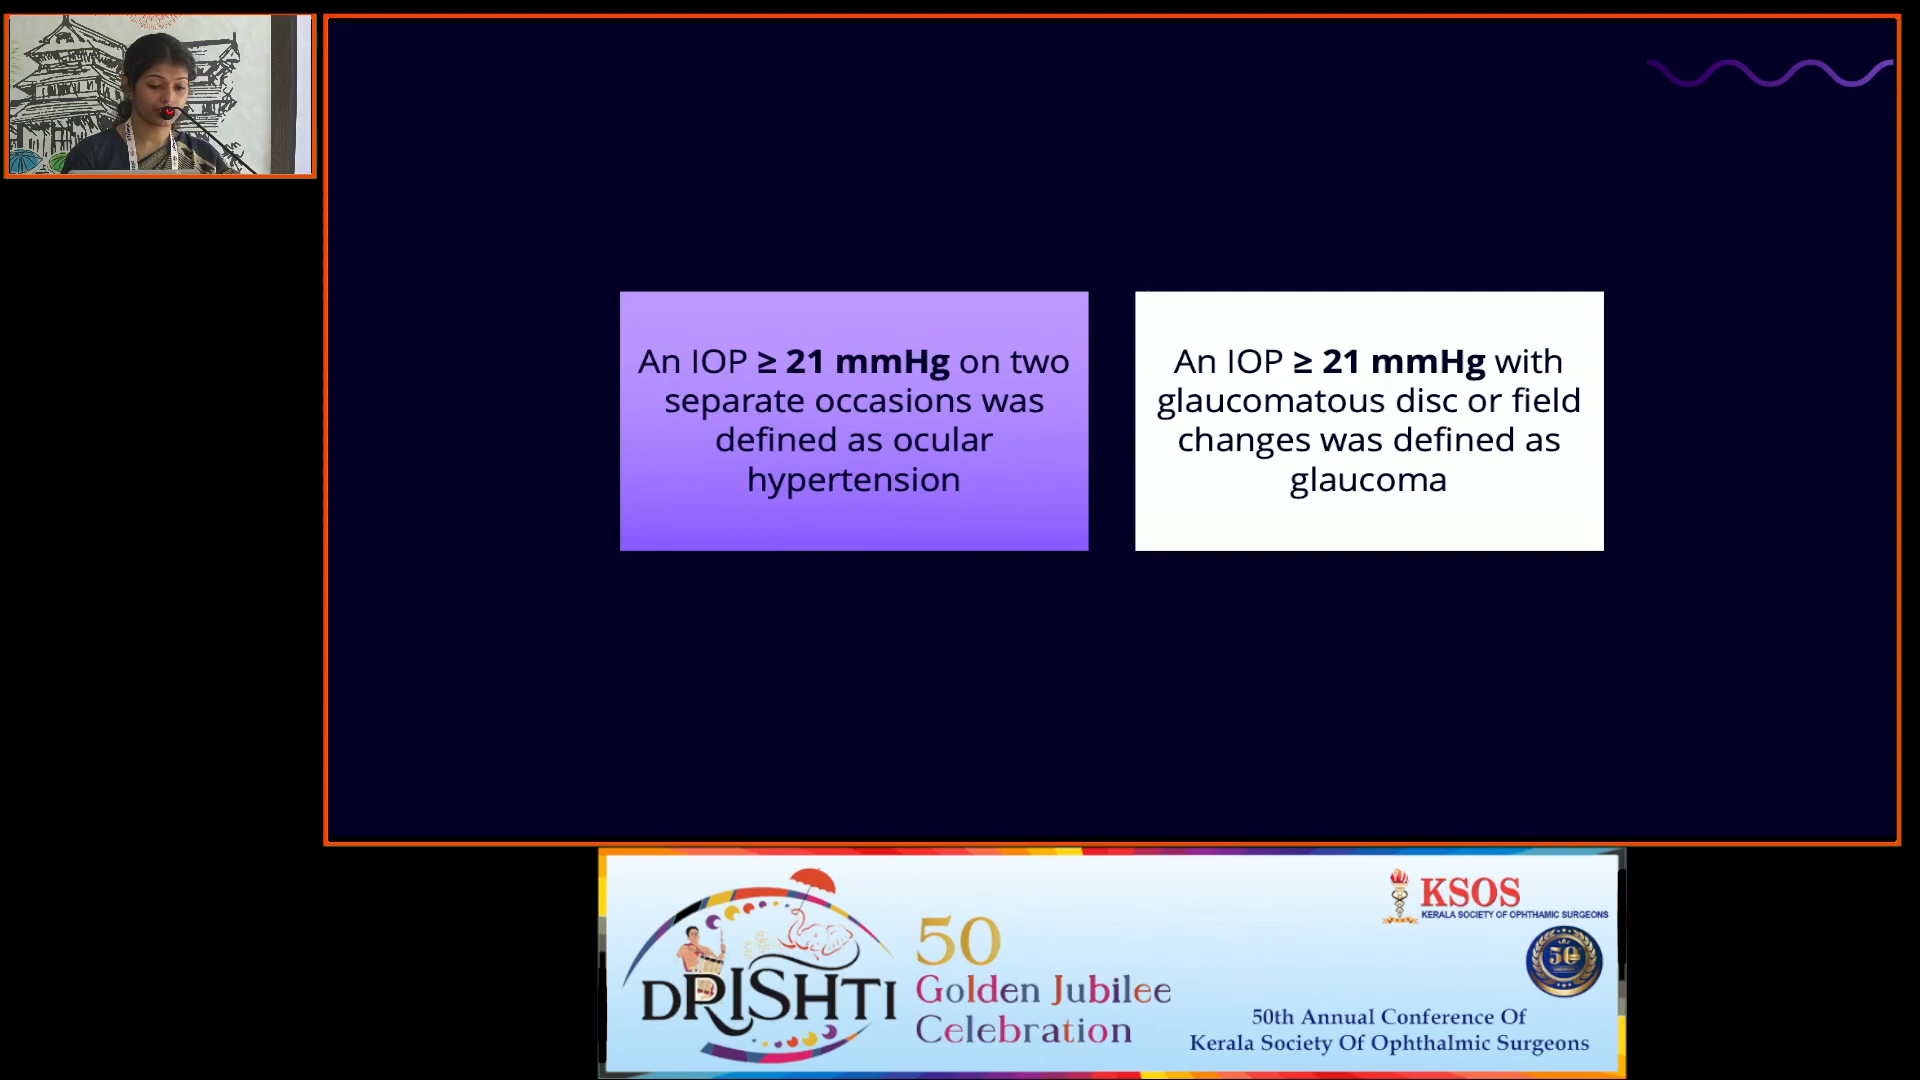 An IOP ≥ 21 mmHg on two
separate occasions was
defined as ocular
hypertension
An IOP ≥ 21 mmHg with
glaucomatous disc or field
changes was defined as
glaucoma
DRISHTI
50
Golden Jubilee
Celebration
KSOS
KERALA SOCIETY OF OPHTHAMIC SURGEONS
50
50th Annual Conference Of
Kerala Society Of Ophthalmic Surgeons